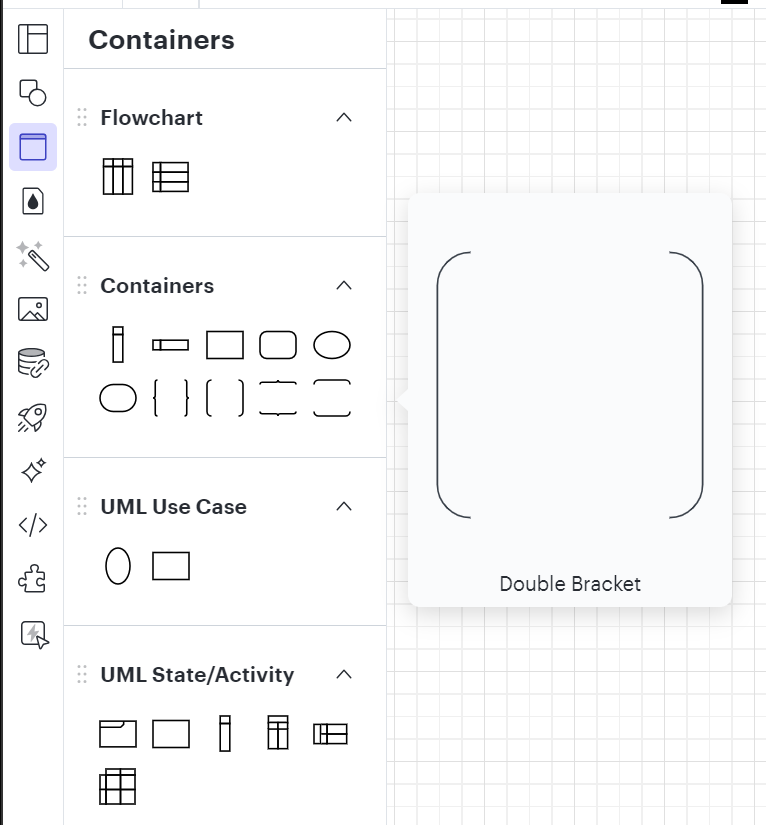 Containers
Flowchart
Containers
UML Use Case
UML State/Activity
Double Bracket